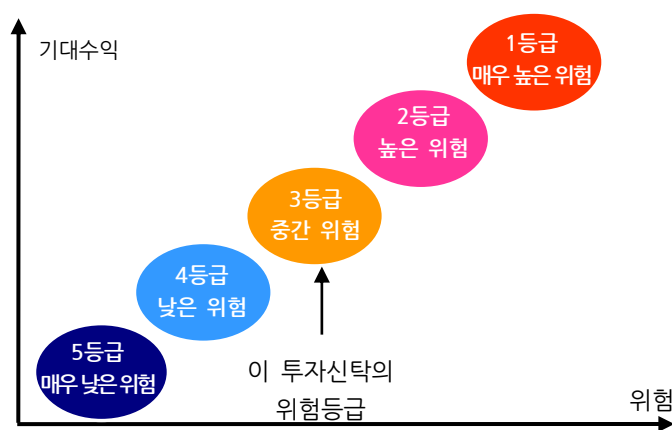 기대수익
1등급
매우 높은 위험
2등급
높은 위험
3등급
중간 위험
4등급
낮은 위험
5등급
매우 낮은 위험
이 투자신탁의
위험등급
위험